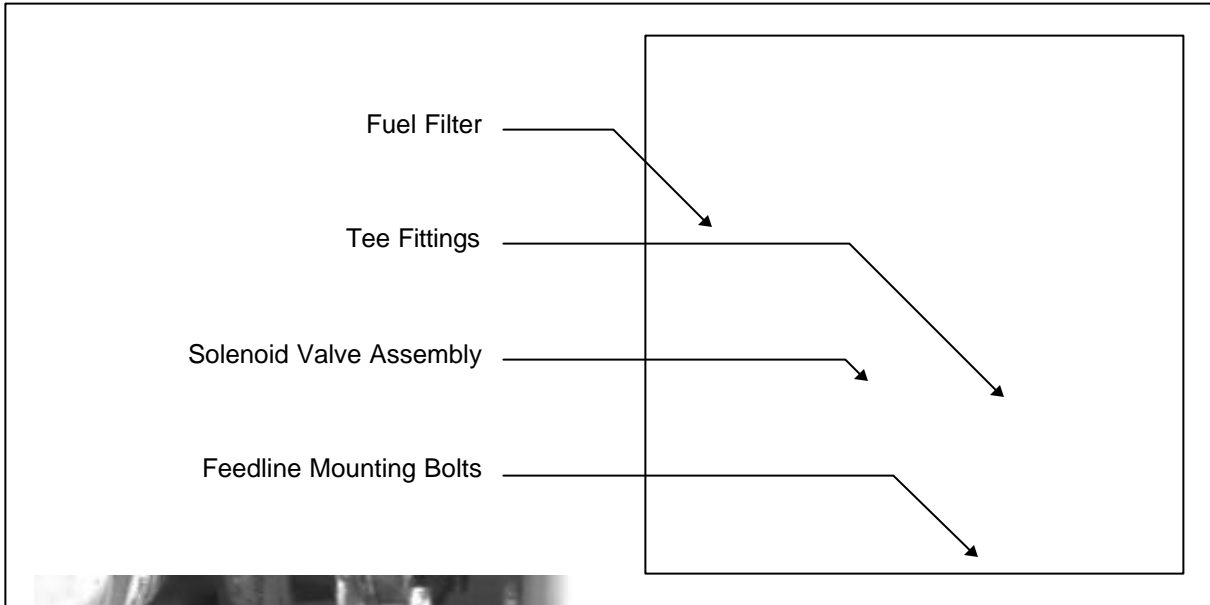 Fuel Filter
Tee Fittings
Solenoid Valve Assembly
Feedline Mounting Bolts